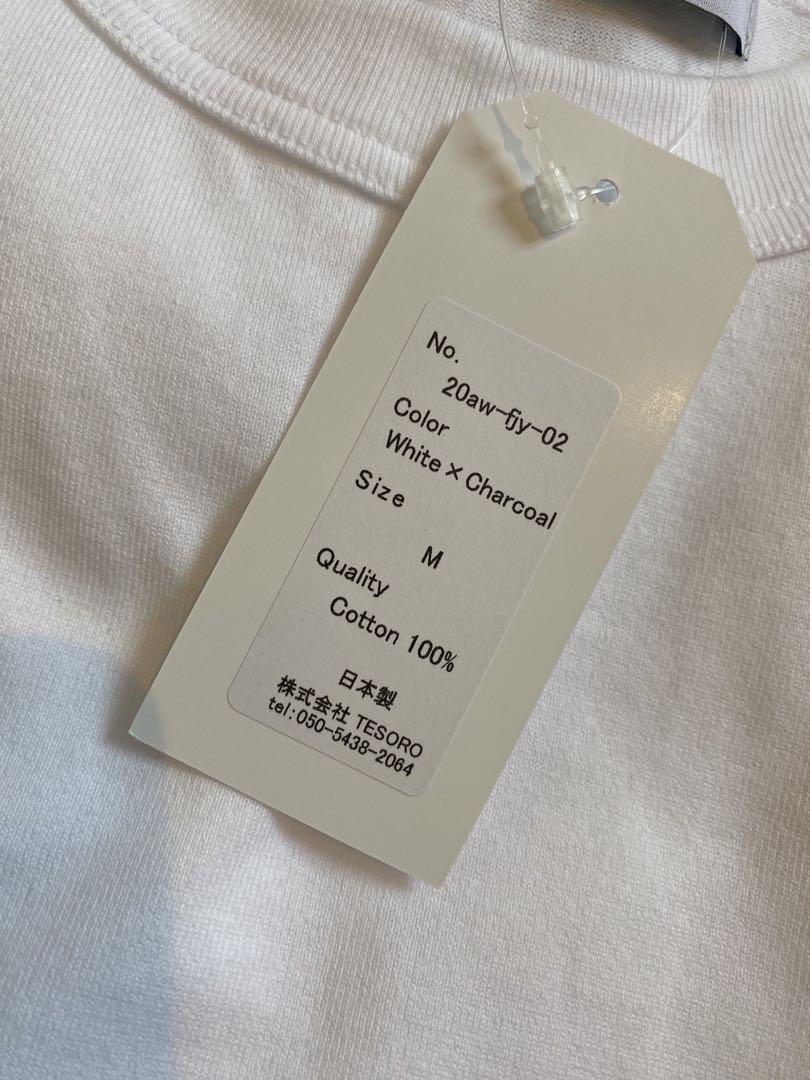 No.
20aw-fjy-02
Color
White×Charcoal
Size
M
Quality
Cotton 100%
日本製
株式会社 TESORO
tel:050-5438-2064